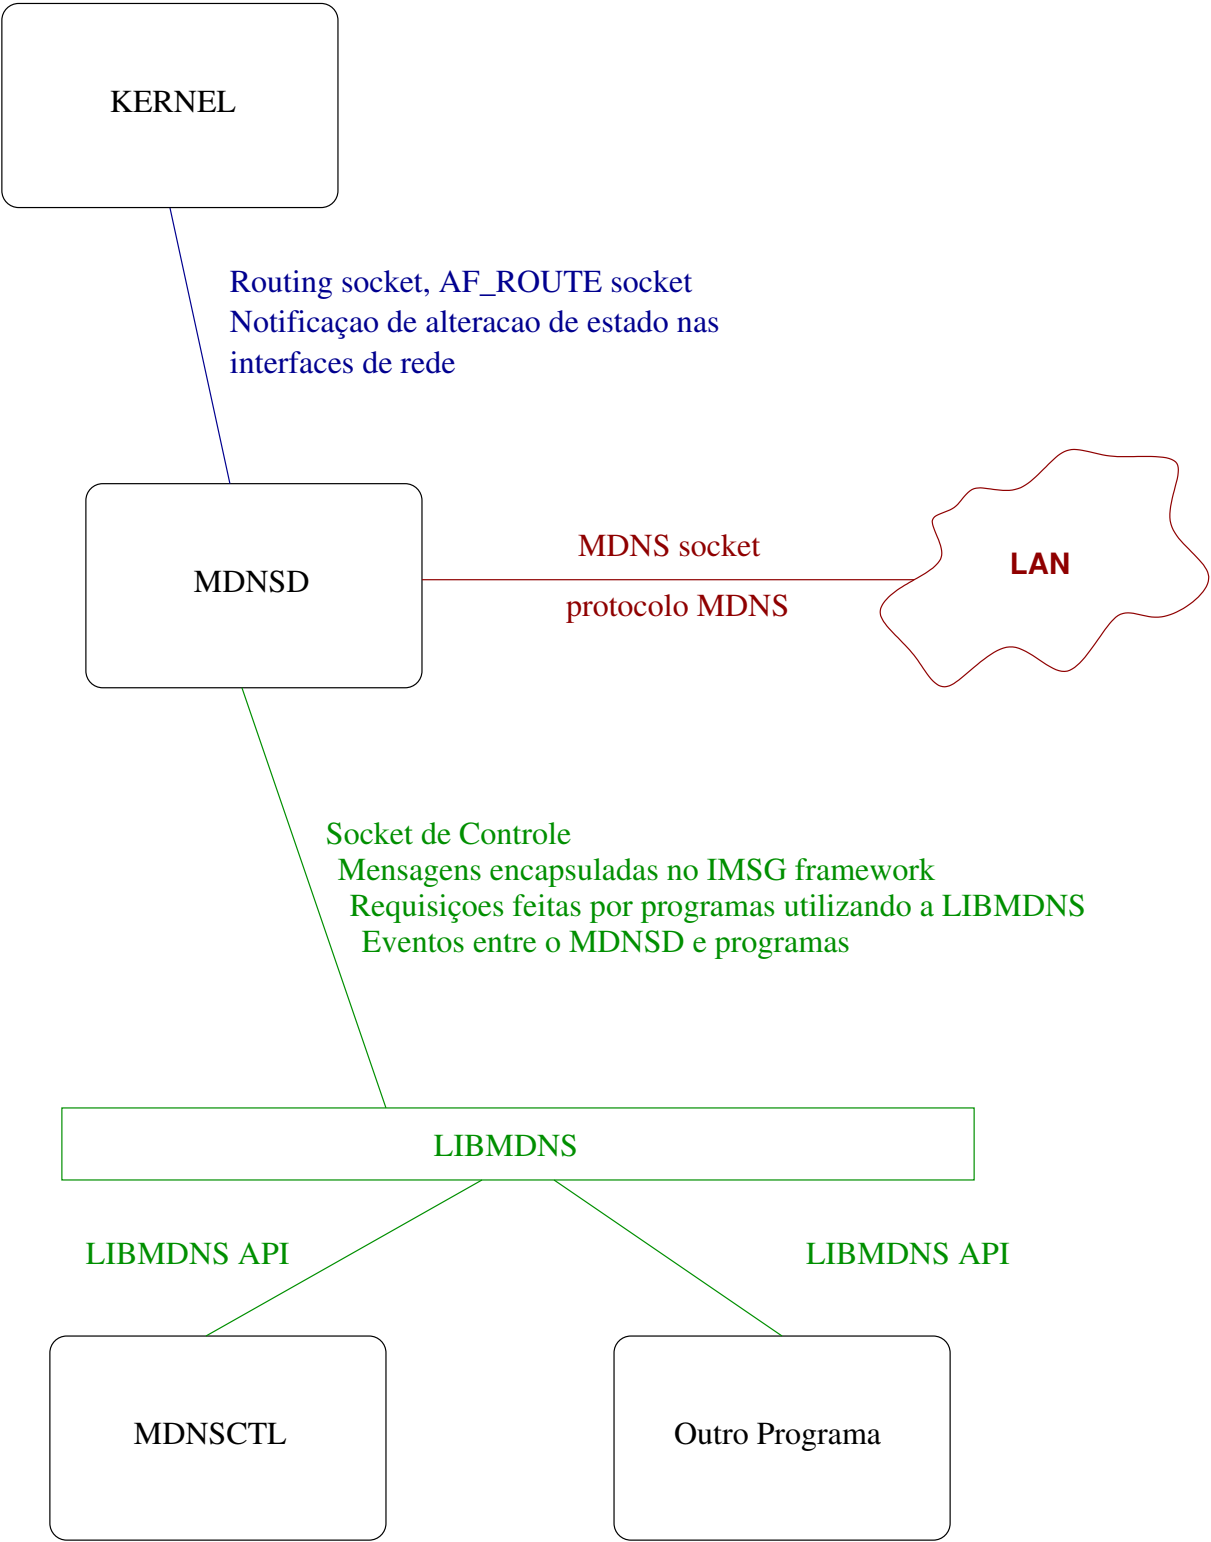 KERNEL
Routing socket, AF_ROUTE socket
Notificaçao de alteracao de estado nas
interfaces de rede
MDNSD
MDNS socket
protocolo MDNS
LAN
Socket de Controle
Mensagens encapsuladas no IMSG framework
Requisiçoes feitas por programas utilizando a LIBMDNS
Eventos entre o MDNSD e programas
LIBMDNS
LIBMDNS API
LIBMDNS API
MDNSCTL
Outro Programa